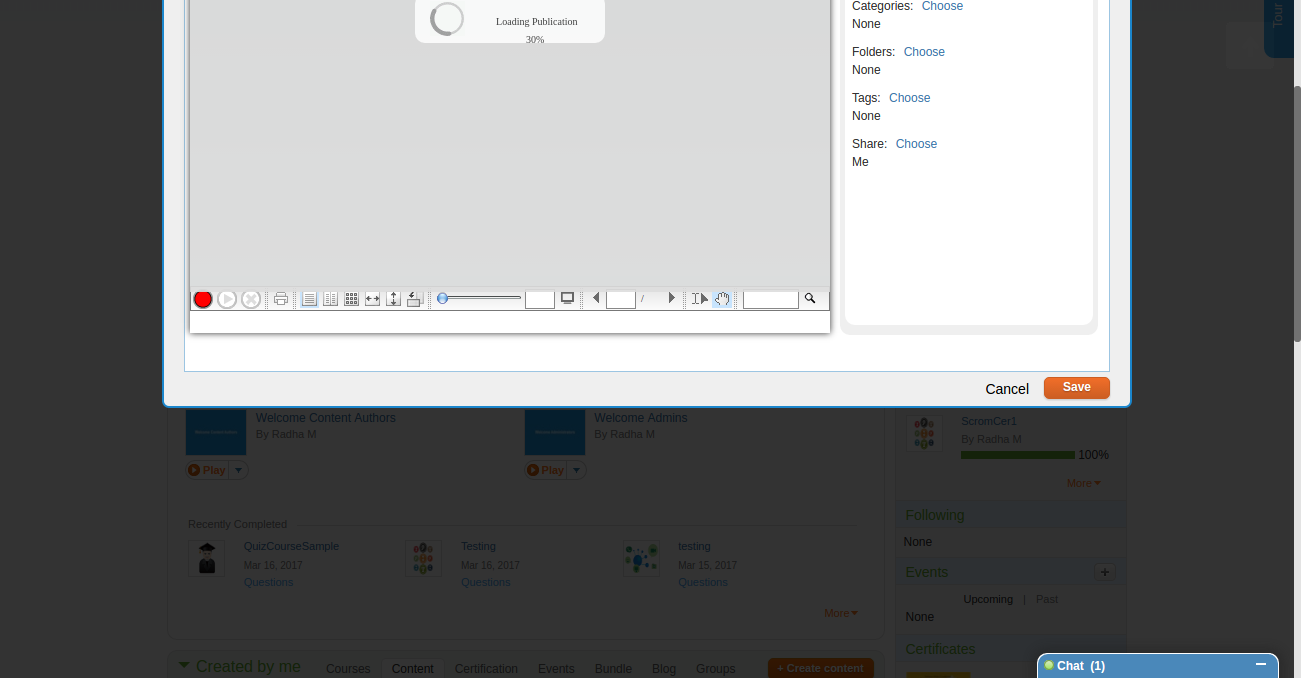 Loading Publication
30%
Categories: Choose
None
Folders: Choose
None
Tags: Choose
None
Share: Choose
Me
Tour
/
Cancel
Save
Welcome Content Authors
By Radha M
Play
Welcome Admins
By Radha M
Play
ScromCer1
By Radha M
100%
More
Following
None
Events
+
Upcoming | Past
None
Certificates
Recently Completed
QuizCourseSample
Mar 16, 2017
Questions
Testing
Mar 16, 2017
Questions
testing
Mar 15, 2017
Questions
More
Created by me
Courses Content Certification Events Bundle Blog Groups
+ Create content
Chat (1)